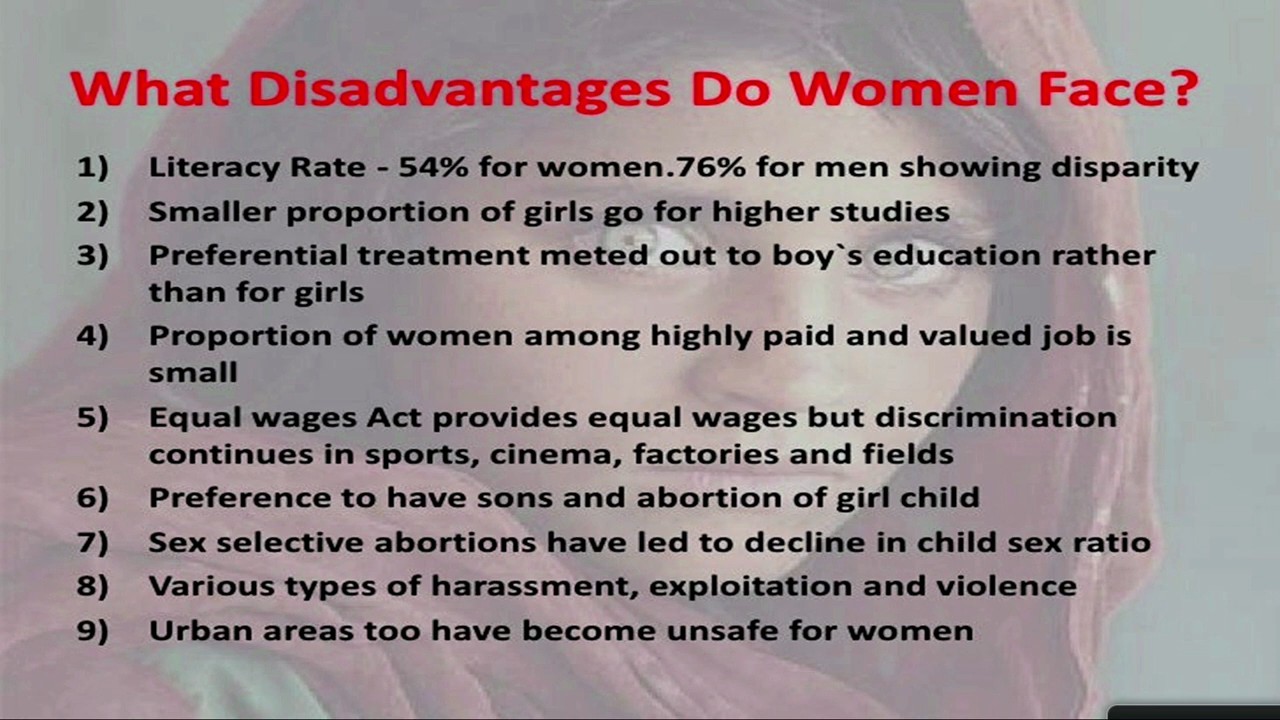 What Disadvantages Do Women Face?
1) Literacy Rate - 54% for women.76% for men showing disparity
2) Smaller proportion of girls go for higher studies
3) Preferential treatment meted out to boy`s education rather
than for girls
4) Proportion of women among highly paid and valued job is
small
5) Equal wages Act provides equal wages but discrimination
continues in sports, cinema, factories and fields
6) Preference to have sons and abortion of girl child
7) Sex selective abortions have led to decline in child sex ratio
8) Various types of harassment, exploitation and violence
9) Urban areas too have become unsafe for women